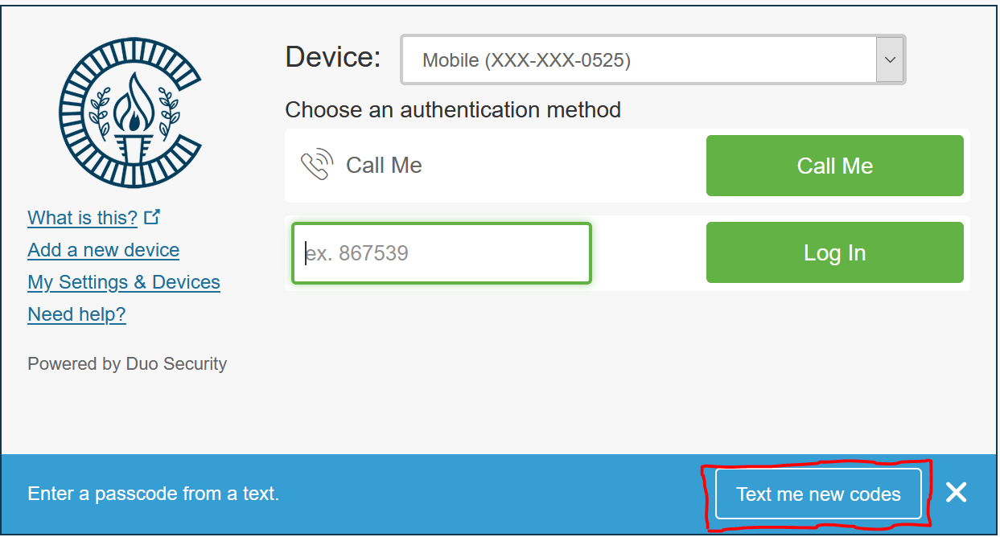 Device: Mobile (XXX-XXX-0525)
Choose an authentication method
Call Me Call Me
ex. 867539 Log In
What is this?
Add a new device
My Settings & Devices
Need help?
Powered by Duo Security
Enter a passcode from a text. Text me new codes